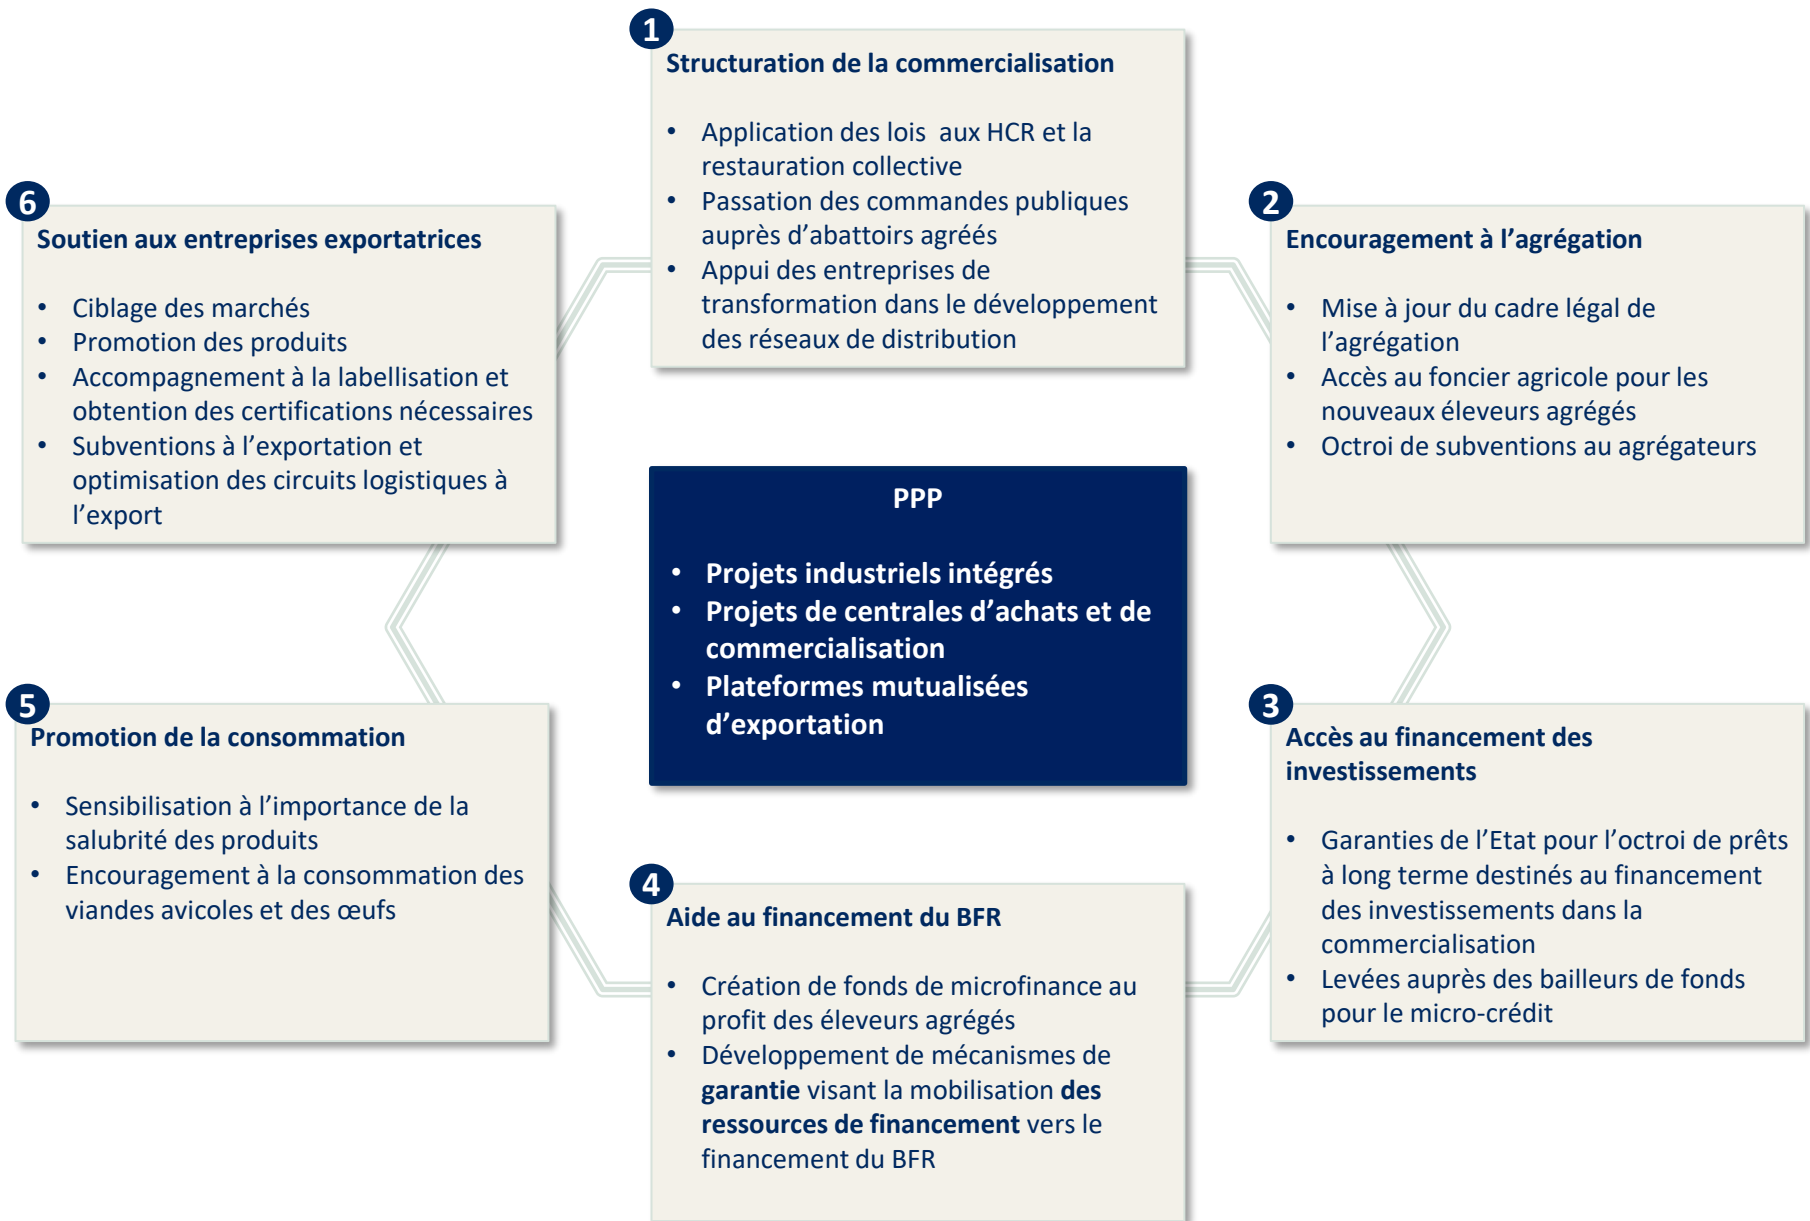 1
Structuration de la commercialisation
• Application des lois  aux HCR et la
restauration collective
• Passation des commandes publiques
auprès d’abattoirs agréés
• Appui des entreprises de
transformation dans le développement
des réseaux de distribution
2
Encouragement à l’agrégation
• Mise à jour du cadre légal de
l’agrégation
• Accès au foncier agricole pour les
nouveaux éleveurs agrégés
• Octroi de subventions au agrégateurs
3
Accès au financement des
investissements
• Garanties de l’Etat pour l’octroi de prêts
à long terme destinés au financement
des investissements dans la
commercialisation
• Levées auprès des bailleurs de fonds
pour le micro-crédit
4
Aide au financement du BFR
• Création de fonds de microfinance au
profit des éleveurs agrégés
• Développement de mécanismes de
garantie visant la mobilisation des
ressources de financement vers le
financement du BFR
5
Promotion de la consommation
• Sensibilisation à l’importance de la
salubrité des produits
• Encouragement à la consommation des
viandes avicoles et des œufs
6
Soutien aux entreprises exportatrices
• Ciblage des marchés
• Promotion des produits
• Accompagnement à la labellisation et
obtention des certifications nécessaires
• Subventions à l’exportation et
optimisation des circuits logistiques à
l’export
PPP
• Projets industriels intégrés
• Projets de centrales d’achats et de
commercialisation
• Plateformes mutualisées
d’exportation